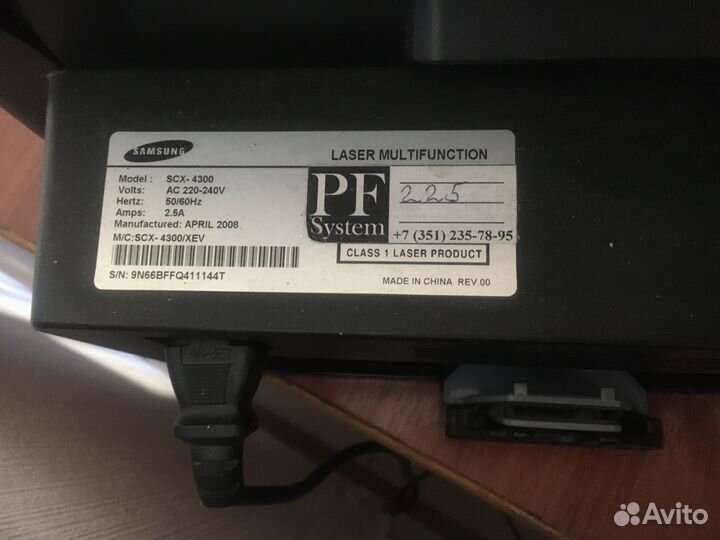 SAMSUNG
LASER MULTIFUNCTION
Model : SCX- 4300
Volts: AC 220-240V
Hertz: 50/60Hz
Amps: 2.5A
Manufactured: APRIL 2008
M/C:SCX- 4300/XEV
S/N: 9N66BFFQ411144T
PF
System
225
+7 (351) 235-78-95
CLASS 1 LASER PRODUCT
MADE IN CHINA REV.00
Avito